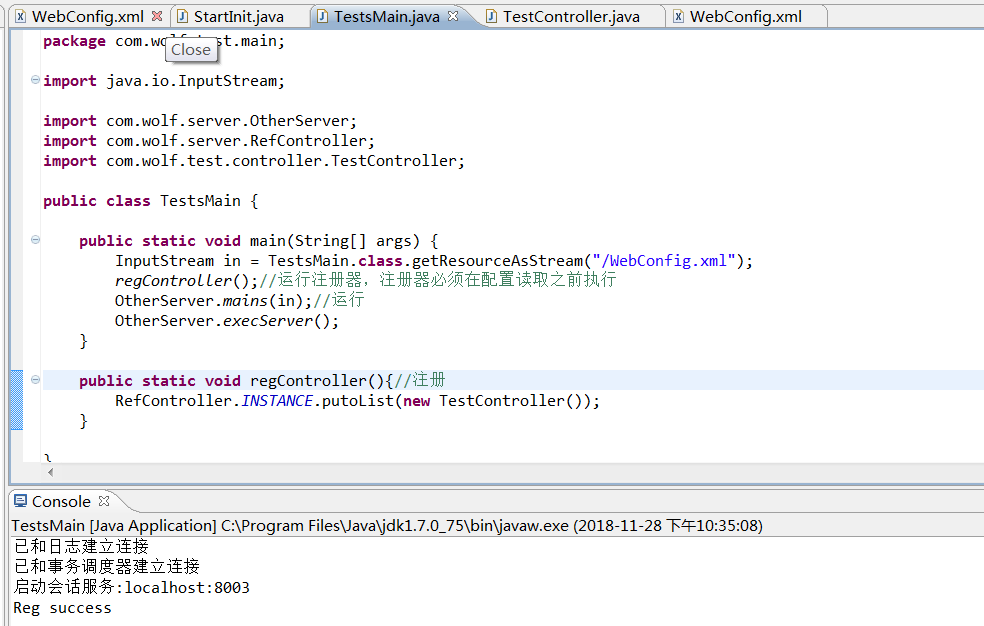 WebConfig.xml StartInit.java TestsMain.java TestController.java WebConfig.xml
package com.wolf.test.main;
Close
import java.io.InputStream;
import com.wolf.server.OtherServer;
import com.wolf.server.RefController;
import com.wolf.test.controller.TestController;
public class TestsMain {
public static void main(String[] args) {
InputStream in = TestsMain.class.getResourceAsStream("/WebConfig.xml");
regController();//运行注册器，注册器必须在配置读取之前执行
OtherServer.mains(in);//运行
OtherServer.execServer();
}
public static void regController(){//注册
RefController.INSTANCE.putoList(new TestController());
}
}
Console
TestsMain [Java Application] C:\Program Files\Java\jdk1.7.0_75\bin\javaw.exe (2018-11-28 下午10:35:08)
已和日志建立连接
已和事务调度器建立连接
启动会话服务:localhost:8003
Reg success